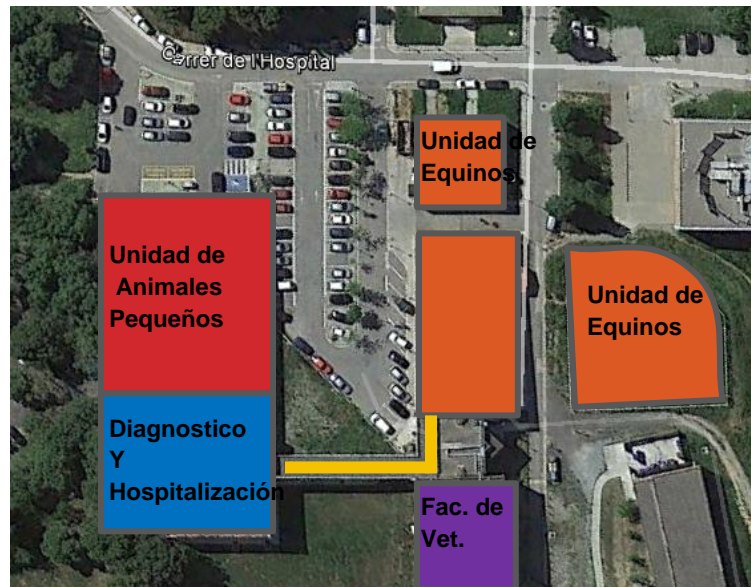 Carrer de l'Hospital
Unidad de
Equinos
Unidad de
Animales
Pequeños
Unidad de
Equinos
Diagnostico
Y
Hospitalización
Fac. de
Vet.